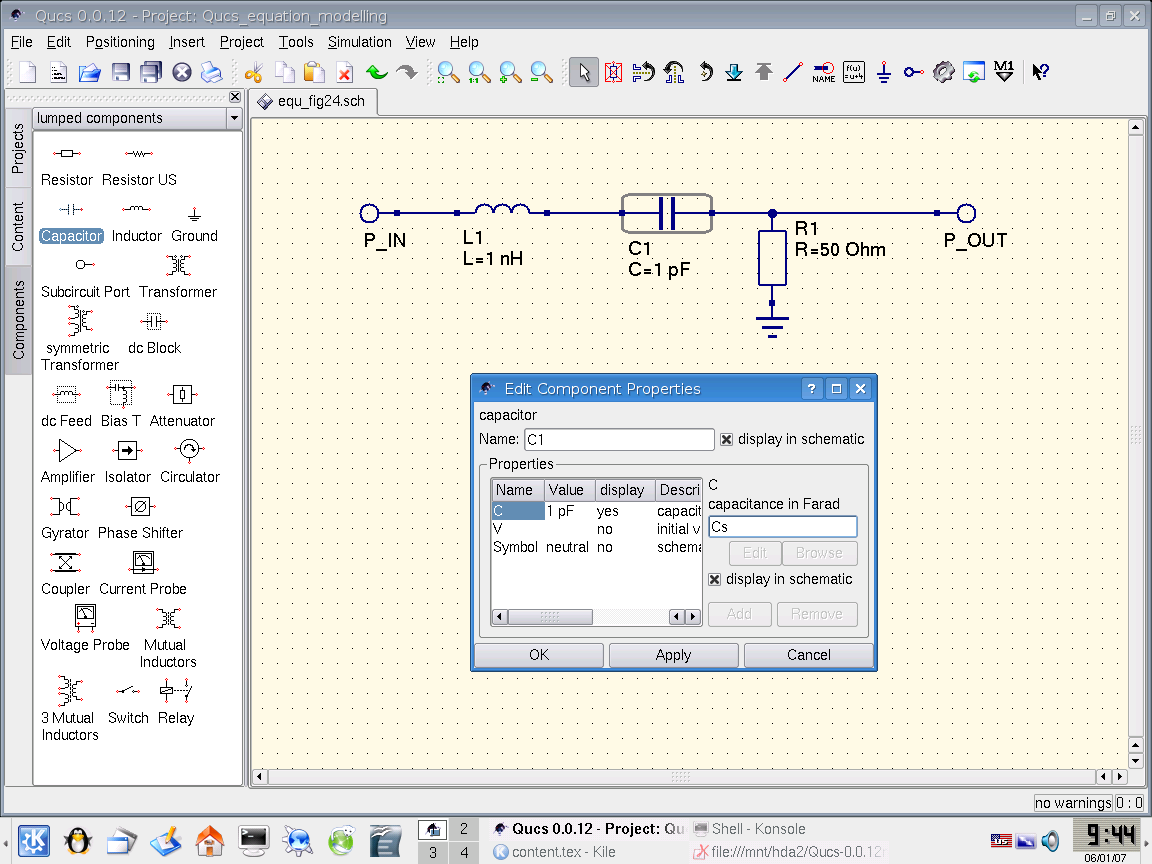 Qucs 0.0.12 - Project: Qucs_equation_modelling
File Edit Positioning Insert Project Tools Simulation View Help
1:1
NAME
f(ω)
u=4
M1
equ_fig24.sch
lumped components
Projects
Content
Components
Resistor Resistor US
Capacitor Inductor Ground
Subcircuit Port Transformer
symmetric Transformer dc Block
dc Feed Bias T Attenuator
Amplifier Isolator Circulator
Gyrator Phase Shifter
Coupler Current Probe
Voltage Probe Mutual Inductors
3 Mutual Inductors Switch Relay
P_IN
L1
L=1 nH
C1
C=1 pF
R1
R=50 Ohm
P_OUT
Edit Component Properties
capacitor
Name: C1 display in schematic
Properties
Name Value display Descri
C 1 pF yes capacit
V no initial v
Symbol neutral no schema
C
capacitance in Farad
Cs
Edit Browse
display in schematic
Add Remove
OK Apply Cancel
no warnings 0 : 0
1 2
3 4
Qucs 0.0.12 - Project: Qu
Shell - Konsole
content.tex - Kile
file:///mnt/hda2/Qucs-0.0.12r
9:44
06/01/07